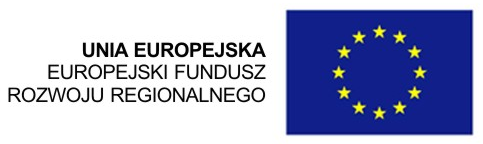 UNIA EUROPEJSKA
EUROPEJSKI FUNDUSZ
ROZWOJU REGIONALNEGO